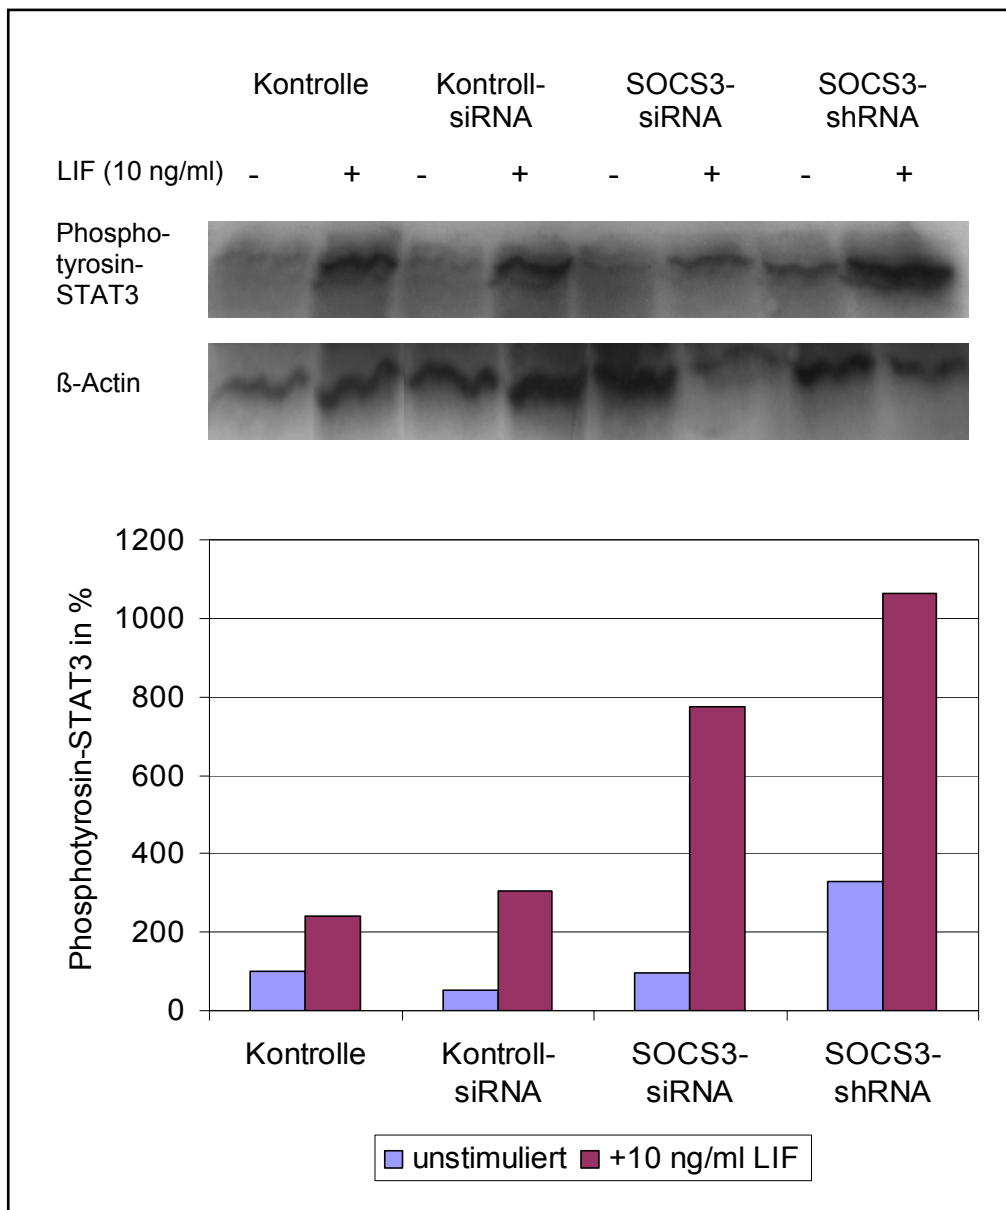 Kontrolle Kontroll- SOCS3- SOCS3-
siRNA siRNA shRNA
LIF (10 ng/ml) - + - + - + - +
Phospho-
tyrosin-
STAT3
ß-Actin
1200
1000
800
600
400
200
0
Phosphotyrosin-STAT3 in %
Kontrolle Kontroll- SOCS3- SOCS3-
siRNA siRNA shRNA
unstimuliert +10 ng/ml LIF